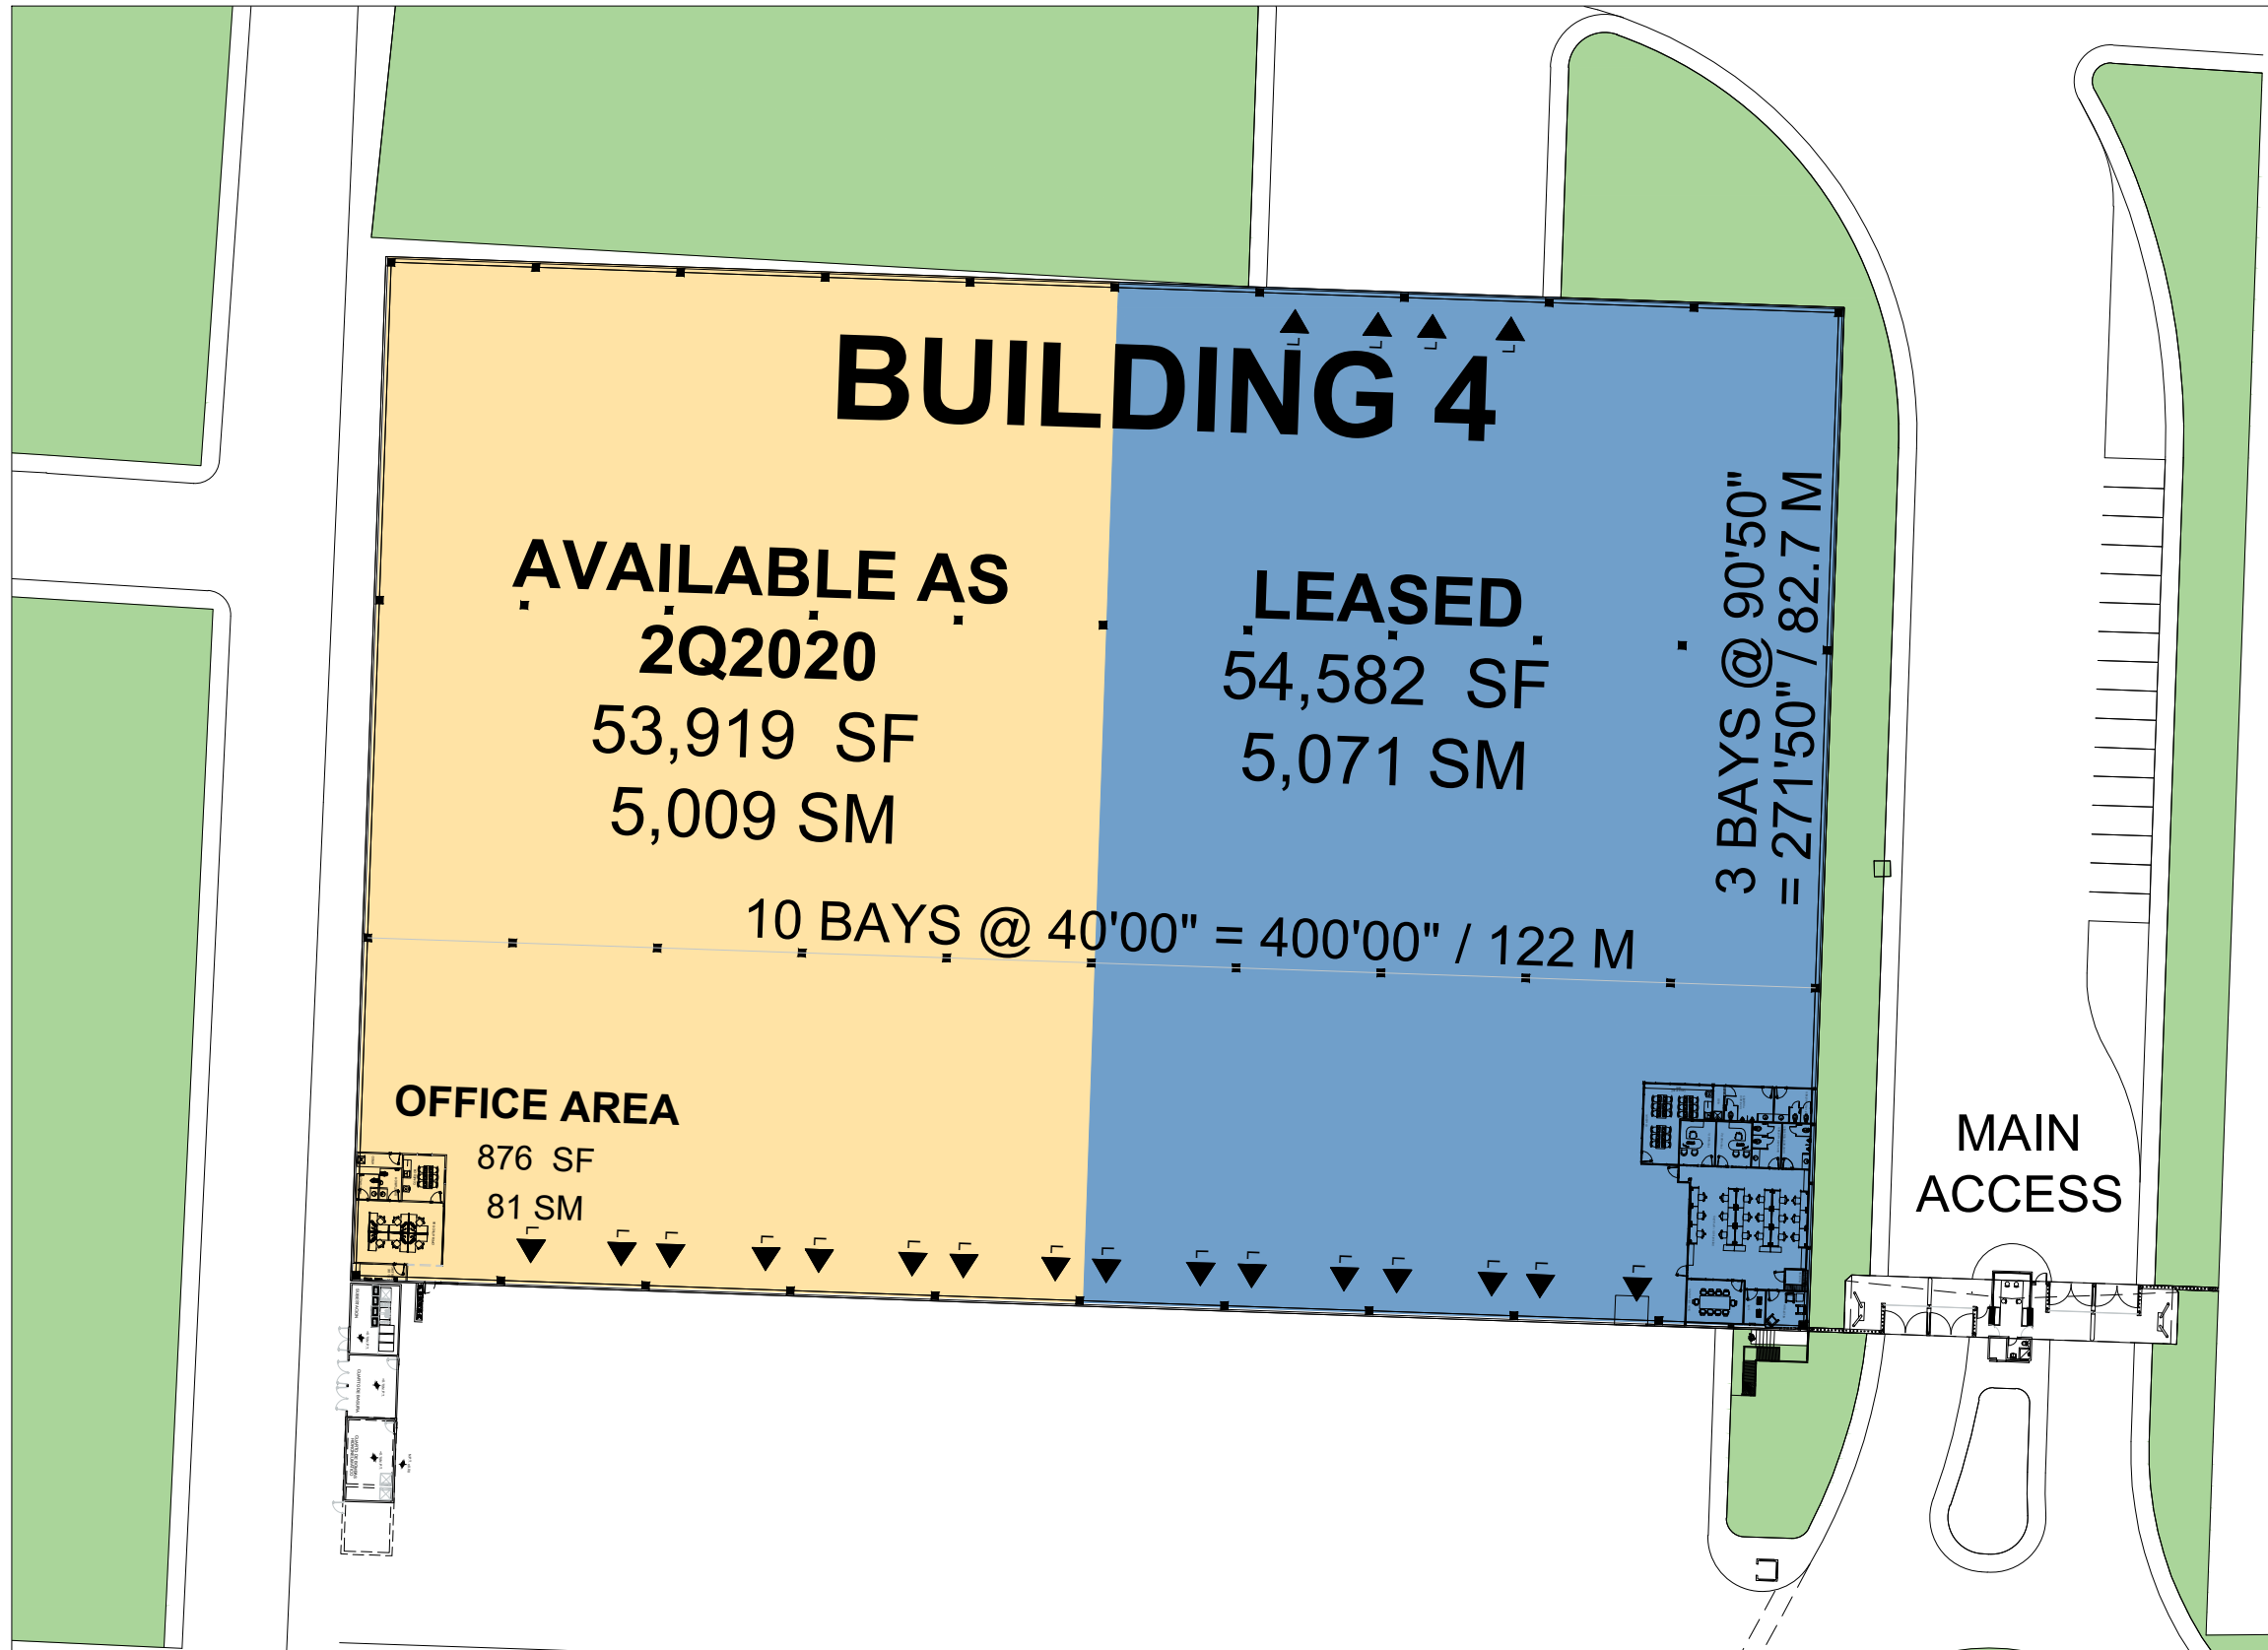 BUILDING 4
AVAILABLE AS
2Q2020
53,919 SF
5,009 SM
LEASED
54,582 SF
5,071 SM
3 BAYS @ 90'50"
= 271'50" / 82.7 M
10 BAYS @ 40'00" = 400'00" / 122 M
OFFICE AREA
876 SF
81 SM
MAIN
ACCESS